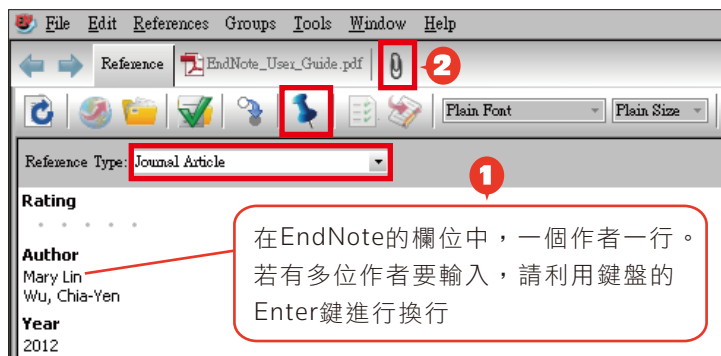 File Edit References Groups Tools Window Help
Reference EndNote_User_Guide.pdf 2
Plain Font Plain Size
Reference Type: Journal Article
1
Rating
在EndNote的欄位中，一個作者一行。
若有多位作者要輸入，請利用鍵盤的
Enter鍵進行換行
Author
Mary Lin
Wu, Chia-Yen
Year
2012